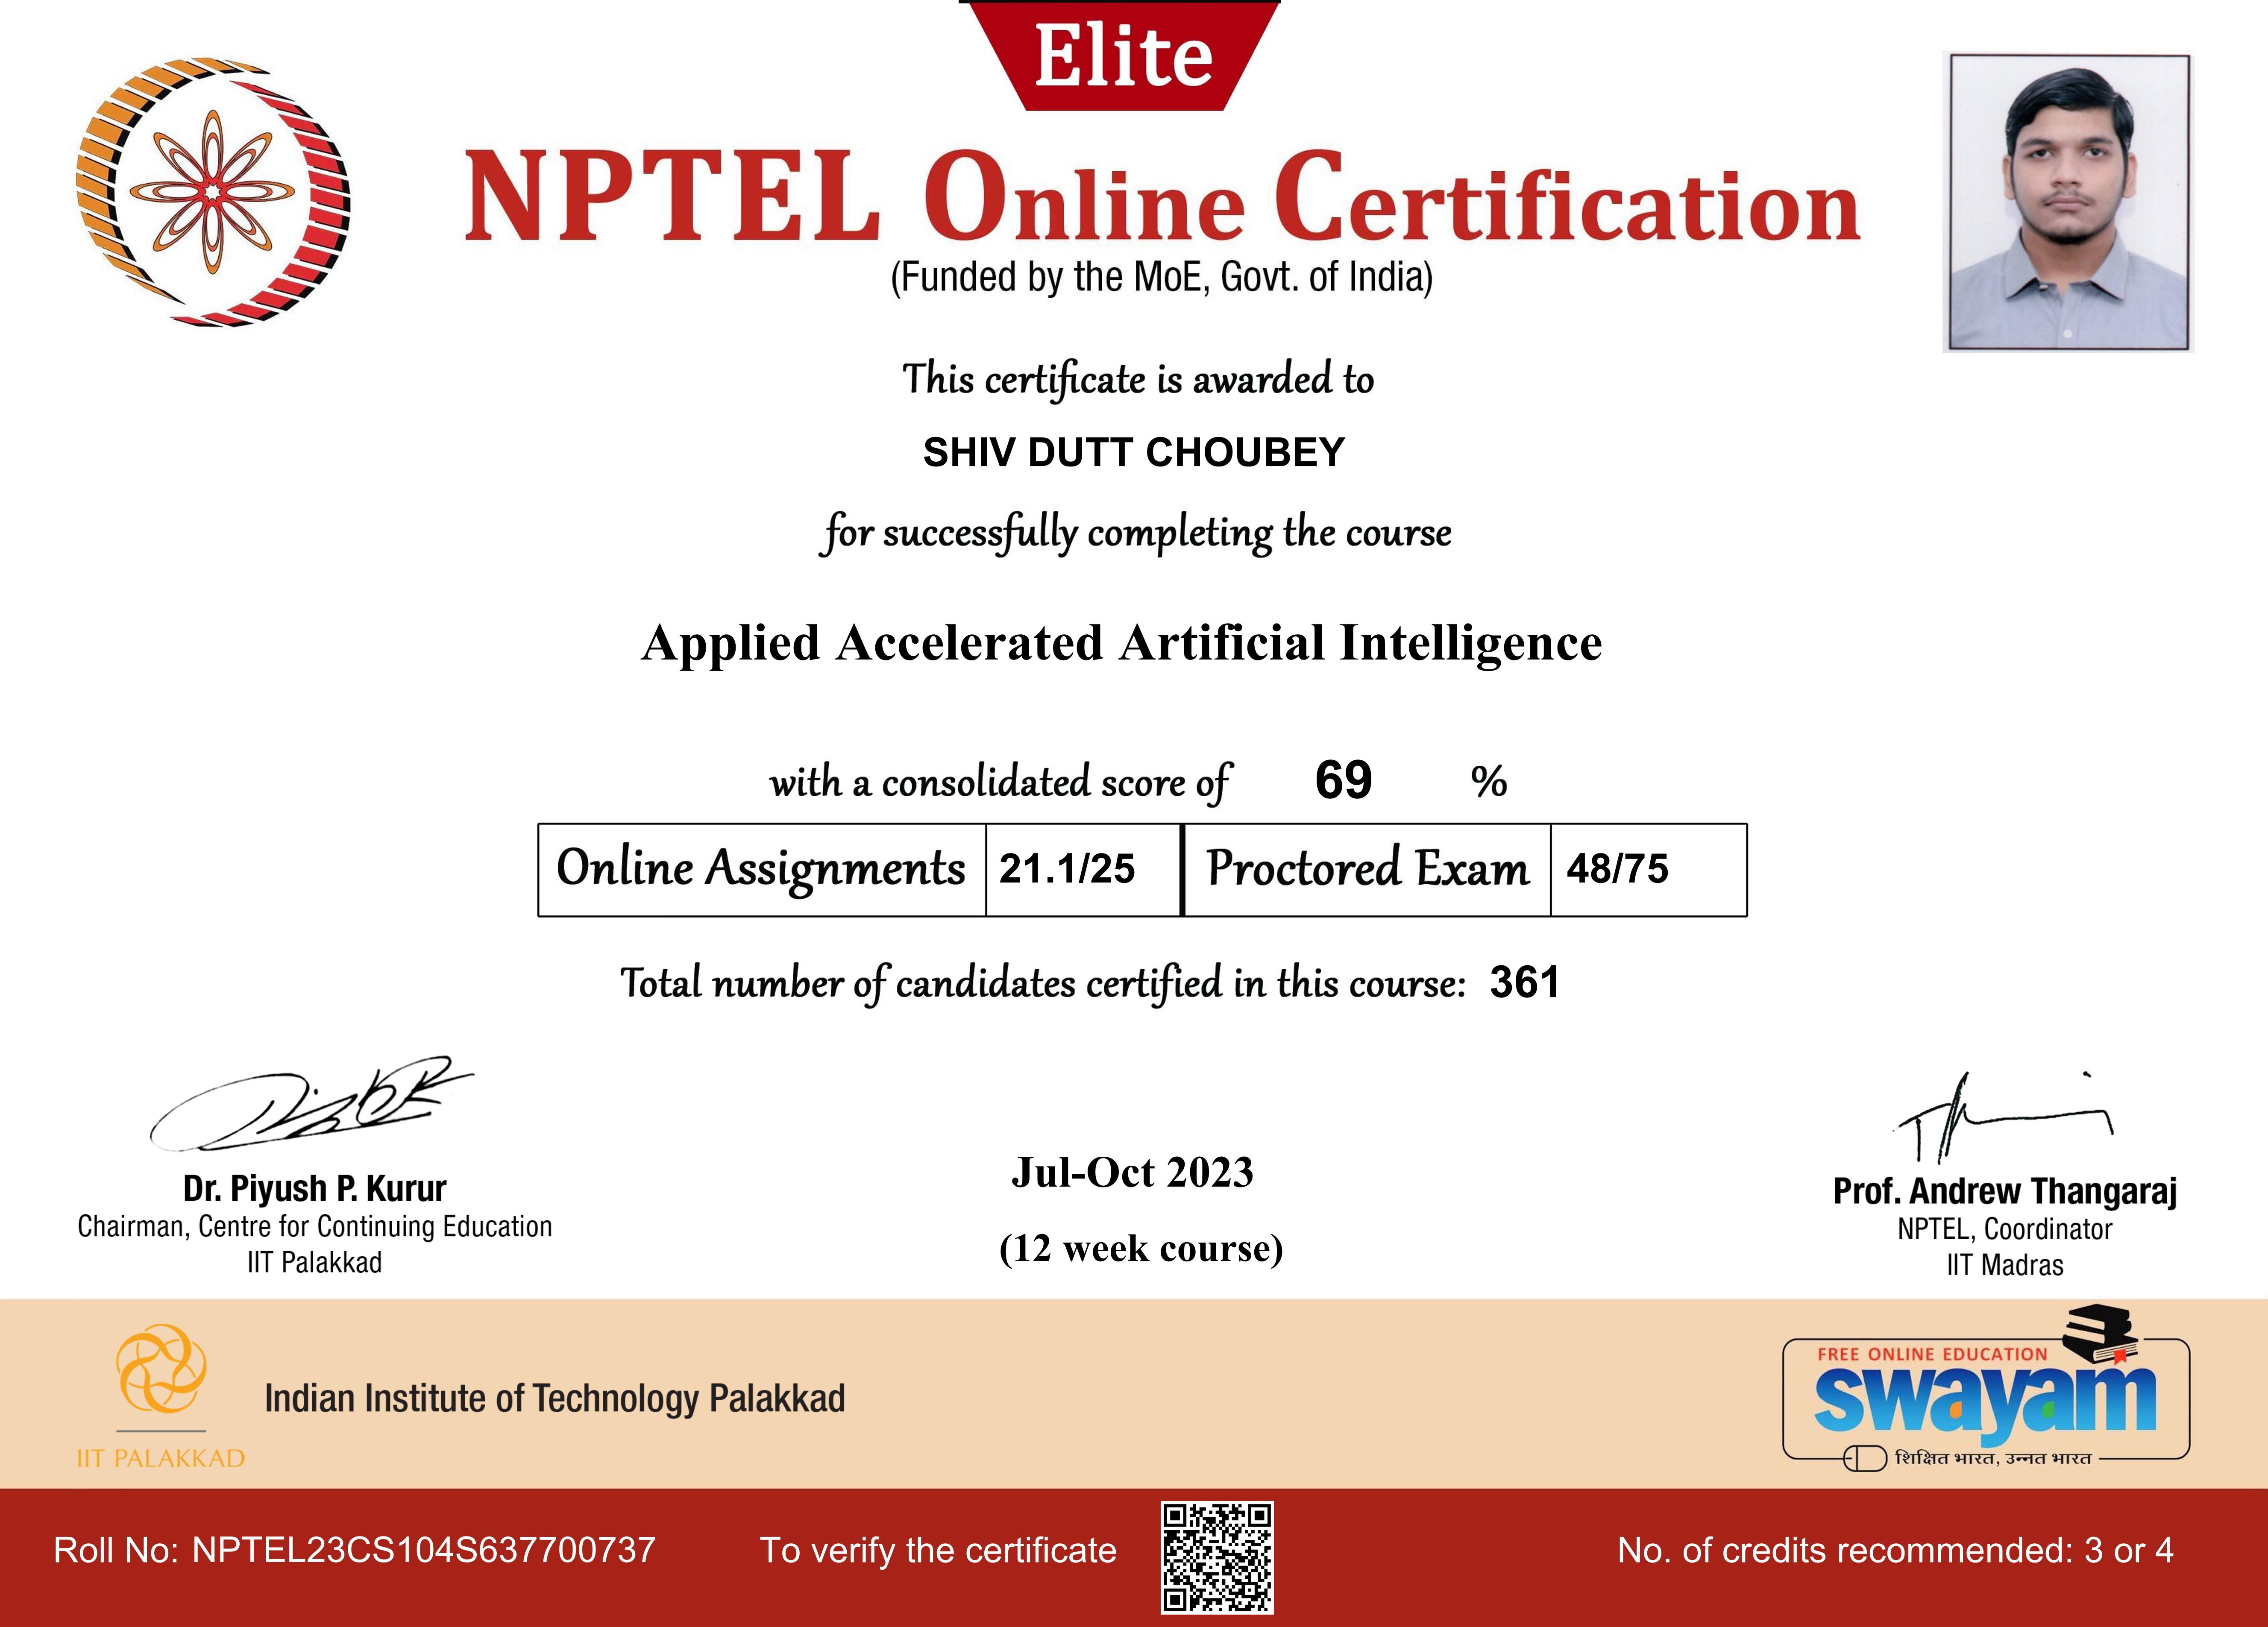 Elite
NPTEL Online Certification
(Funded by the MoE, Govt. of India)
This certificate is awarded to
SHIV DUTT CHOUBEY
for successfully completing the course
Applied Accelerated Artificial Intelligence
with a consolidated score of 69 %
Online Assignments 21.1/25 Proctored Exam 48/75
Total number of candidates certified in this course: 361
Dr. Piyush P. Kurur
Chairman, Centre for Continuing Education
IIT Palakkad
Jul-Oct 2023
(12 week course)
Prof. Andrew Thangaraj
NPTEL, Coordinator
IIT Madras
IIT PALAKKAD
Indian Institute of Technology Palakkad
FREE ONLINE EDUCATION
swayam
शिक्षित भारत, उन्नत भारत
Roll No: NPTEL23CS104S637700737 To verify the certificate No. of credits recommended: 3 or 4